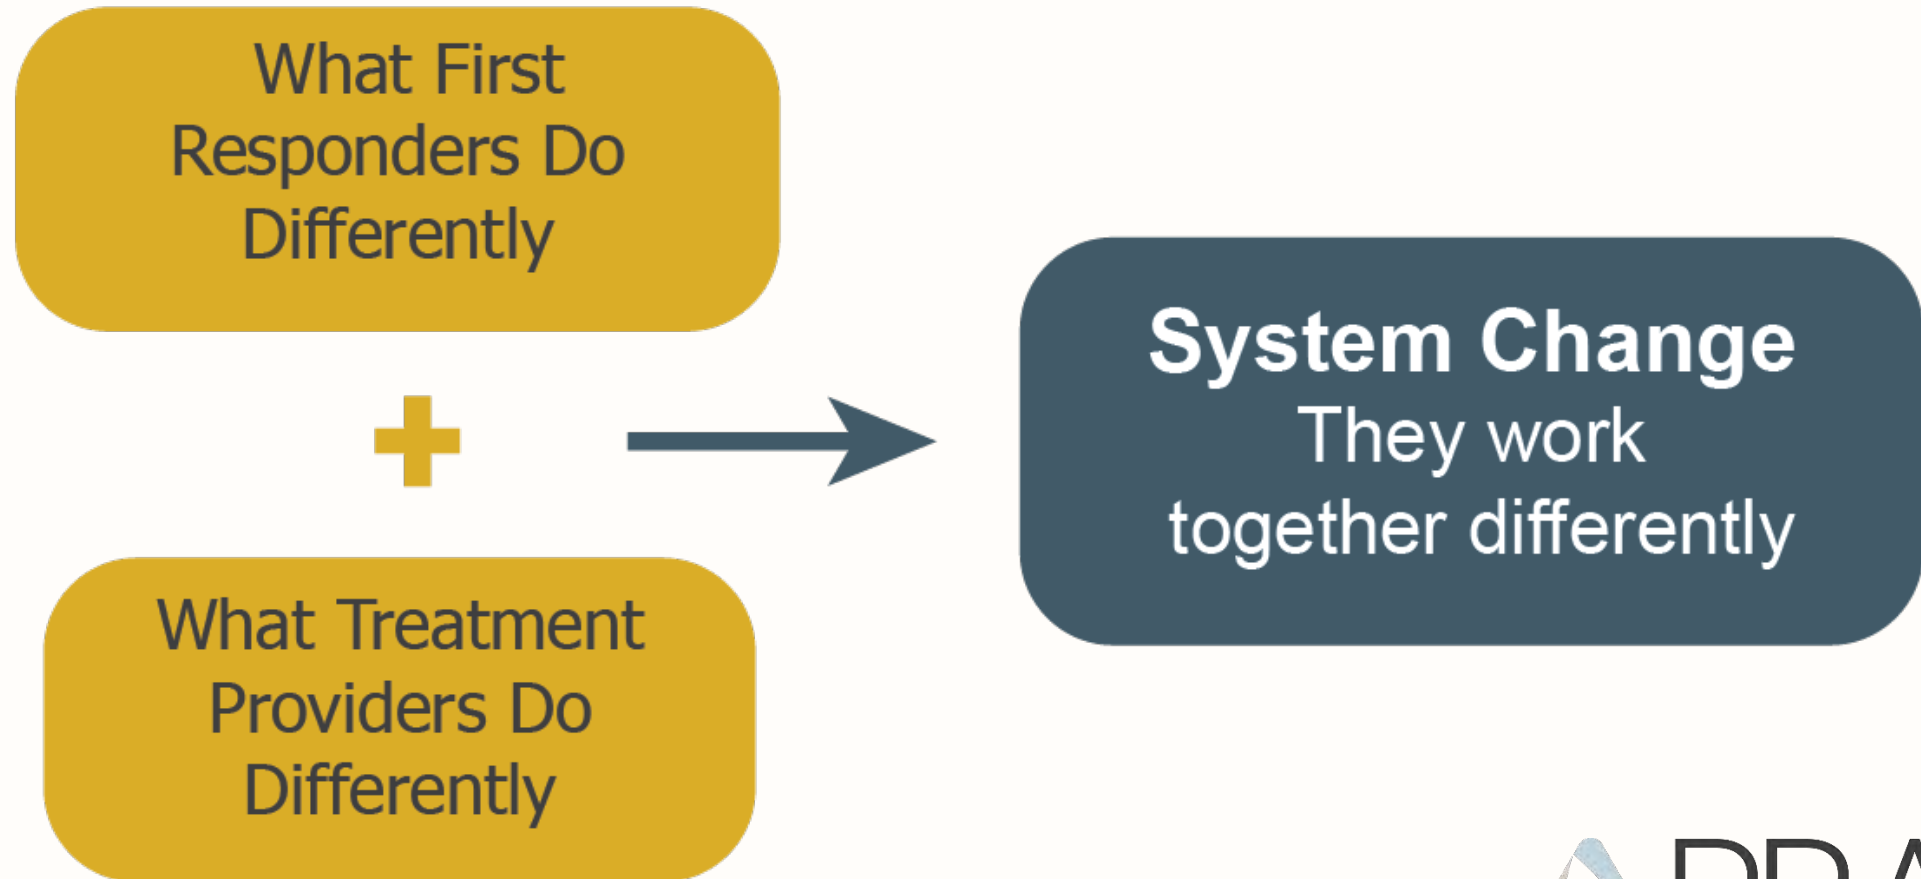 What First
Responders Do
Differently
What Treatment
Providers Do
Differently
System Change
They work
together differently